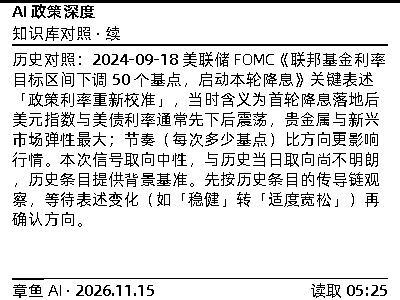 AI 政策深度
知识库对照 · 续
历史对照：2024-09-18 美联储 FOMC《联邦基金利率
目标区间下调 50 个基点，启动本轮降息》关键表述
「政策利率重新校准」，当时含义为首轮降息落地后
美元指数与美债利率通常先下后震荡，贵金属与新兴
市场弹性最大；节奏（每次多少基点）比方向更影响
行情。本次信号取向中性，与历史当日取向尚不明朗
，历史条目提供背景基准。先按历史条目的传导链观
察，等待表述变化（如「稳健」转「适度宽松」）再
确认方向。
章鱼 AI · 2026.11.15
读取 05:25